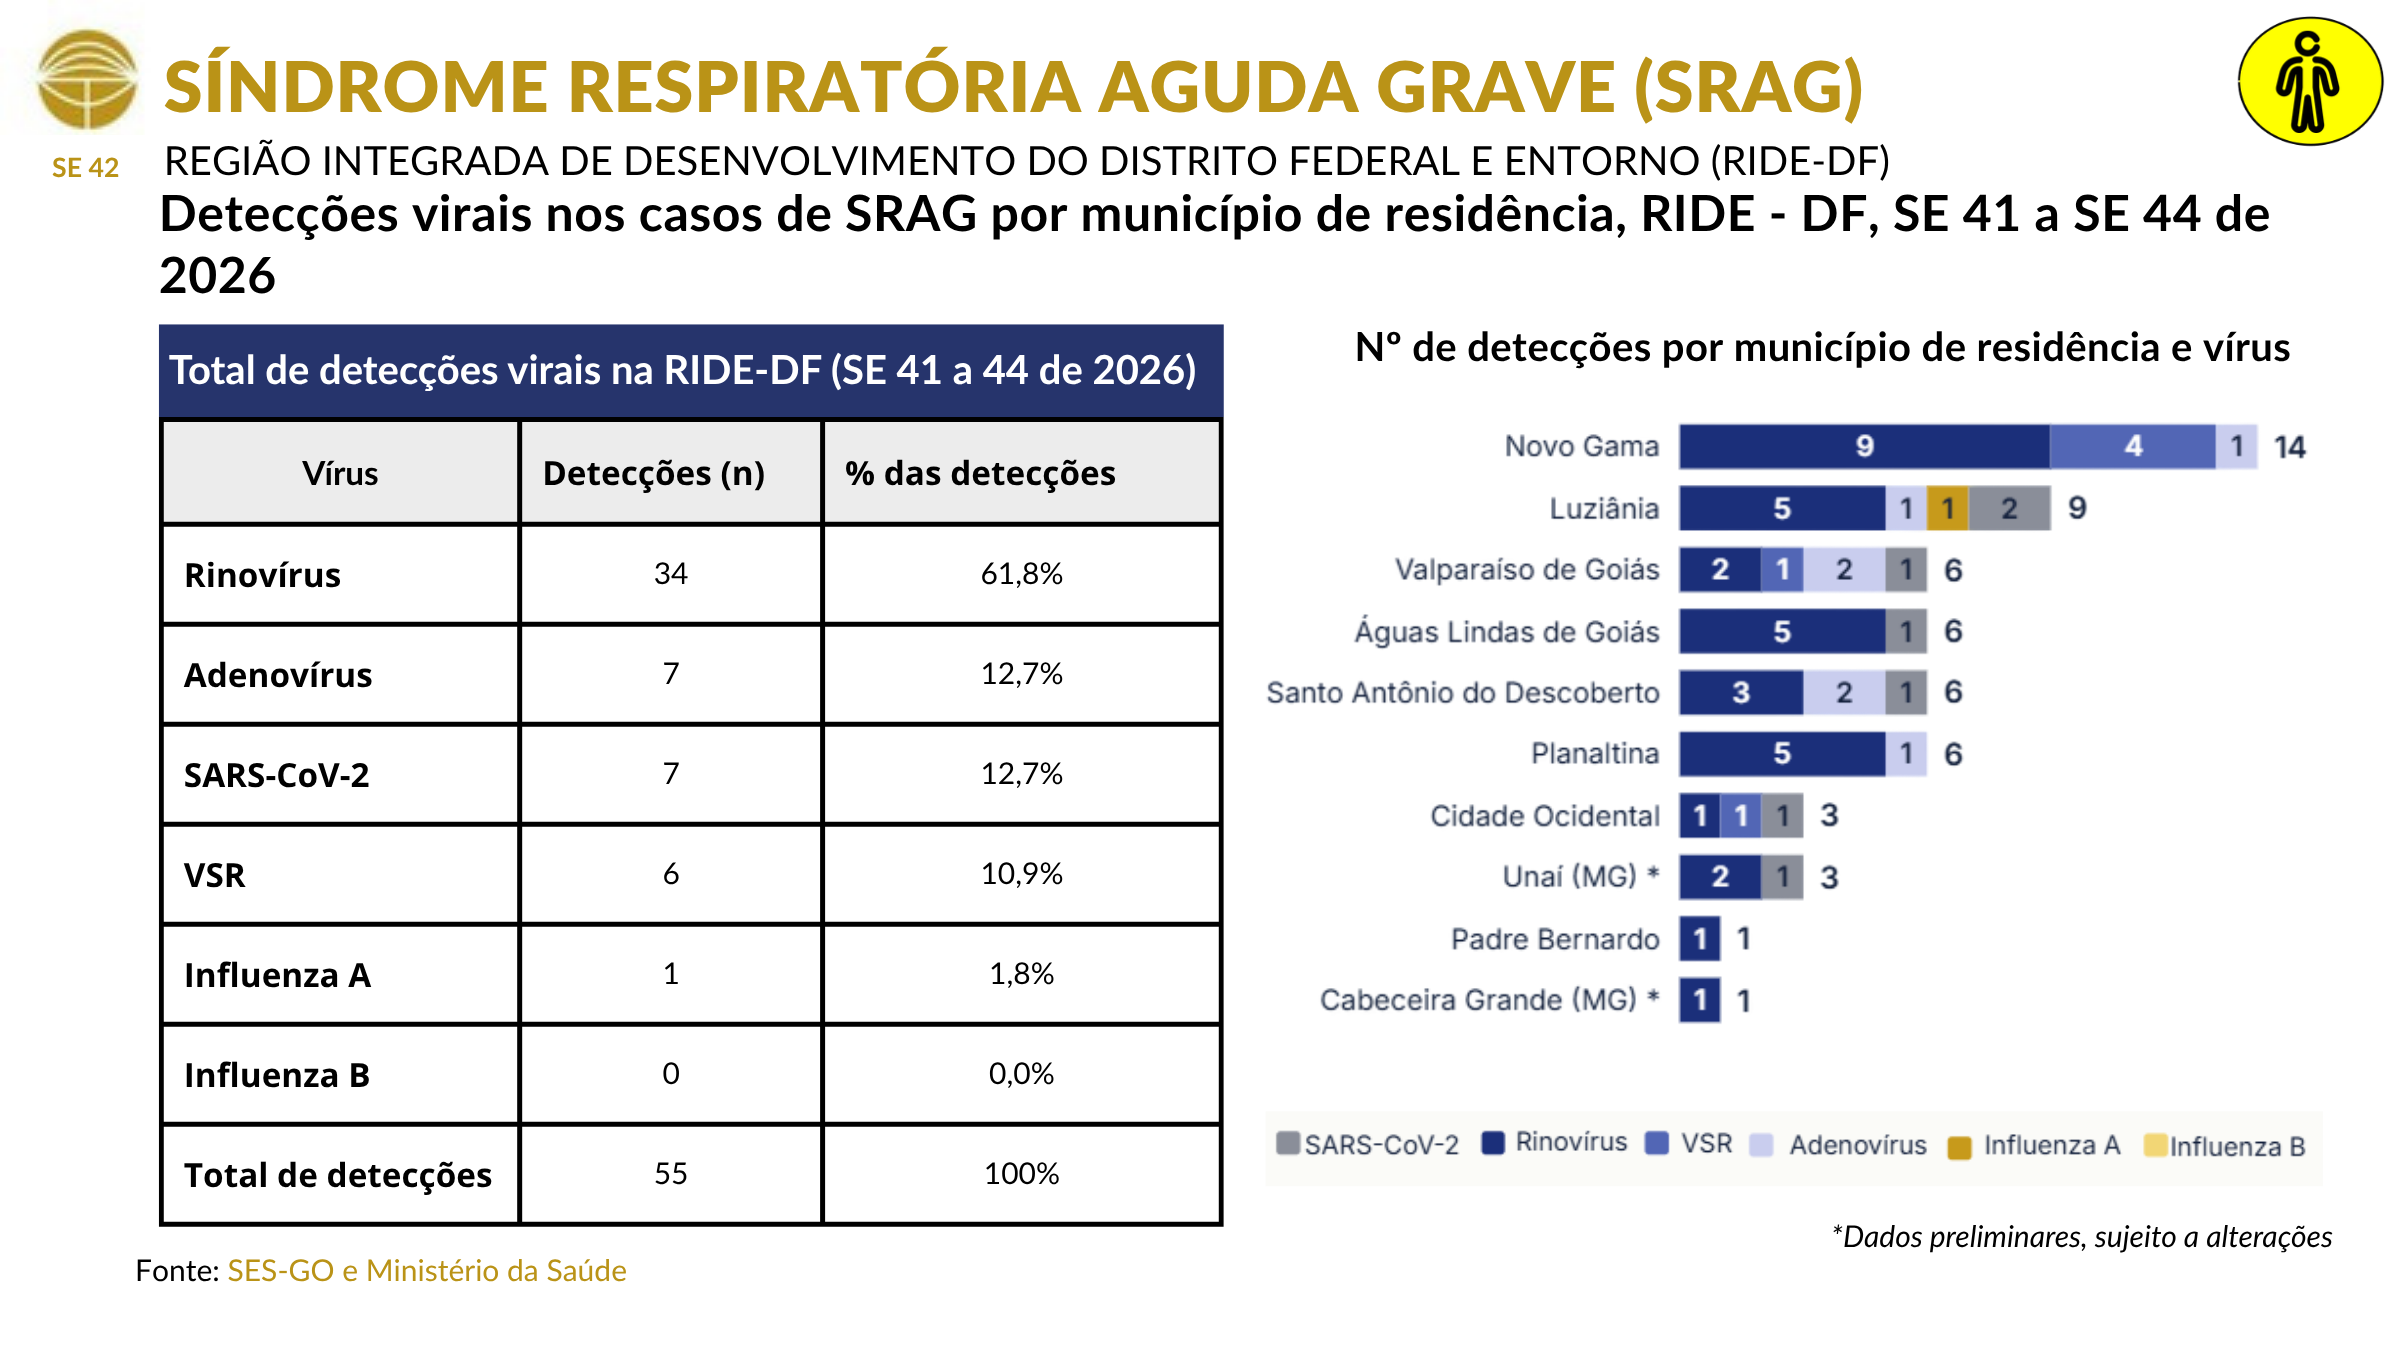 SÍNDROME RESPIRATÓRIA AGUDA GRAVE (SRAG)
SE 42
REGIÃO INTEGRADA DE DESENVOLVIMENTO DO DISTRITO FEDERAL E ENTORNO (RIDE-DF)
Detecções virais nos casos de SRAG por município de residência, RIDE - DF, SE 41 a SE 44 de
2026
Total de detecções virais na RIDE-DF (SE 41 a 44 de 2026)
Vírus Detecções (n) % das detecções
Rinovírus 34 61,8%
Adenovírus 7 12,7%
SARS-CoV-2 7 12,7%
VSR 6 10,9%
Influenza A 1 1,8%
Influenza B 0 0,0%
Total de detecções 55 100%
Fonte: SES-GO e Ministério da Saúde
Nº de detecções por município de residência e vírus
Novo Gama 9 4 1 14
Luziânia 5 1 1 2 9
Valparaíso de Goiás 2 1 2 1 6
Águas Lindas de Goiás 5 1 6
Santo Antônio do Descoberto 3 2 1 6
Planaltina 5 1 6
Cidade Ocidental 1 1 1 3
Unaí (MG) * 2 1 3
Padre Bernardo 1 1
Cabeceira Grande (MG) * 1 1
SARS-CoV-2 Rinovírus VSR Adenovírus Influenza A Influenza B
*Dados preliminares, sujeito a alterações